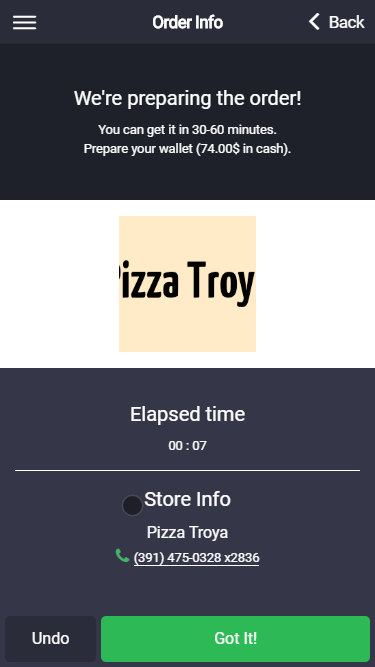 Order Info
Back
We're preparing the order!
You can get it in 30-60 minutes.
Prepare your wallet (74.00$ in cash).
Pizza Troy
Elapsed time
00 : 07
Store Info
Pizza Troya
(391) 475-0328 x2836
Undo
Got It!